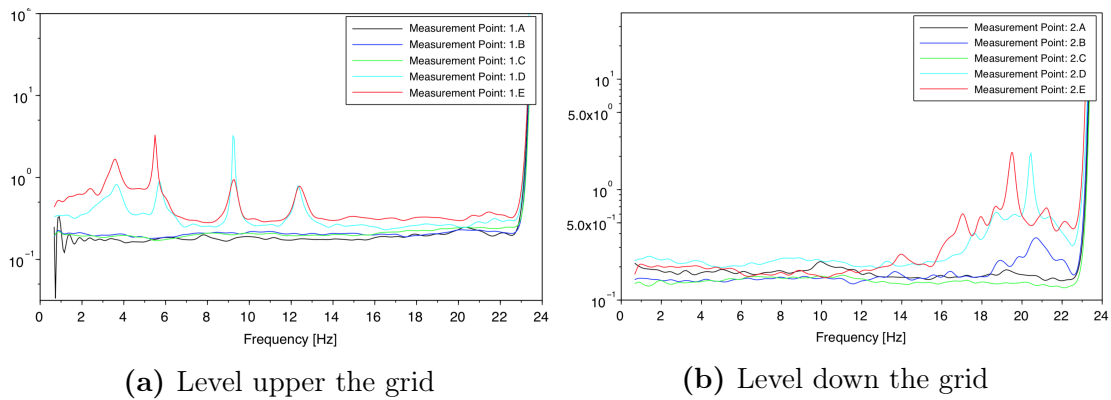 10^2
10^1
10^0
10^-1
0 2 4 6 8 10 12 14 16 18 20 22 24
Frequency [Hz]
Measurement Point: 1.A
Measurement Point: 1.B
Measurement Point: 1.C
Measurement Point: 1.D
Measurement Point: 1.E
(a) Level upper the grid
10^1
5.0x10^0
10^0
5.0x10^-1
10^-1
0 2 4 6 8 10 12 14 16 18 20 22 24
Frequency [Hz]
Measurement Point: 2.A
Measurement Point: 2.B
Measurement Point: 2.C
Measurement Point: 2.D
Measurement Point: 2.E
(b) Level down the grid